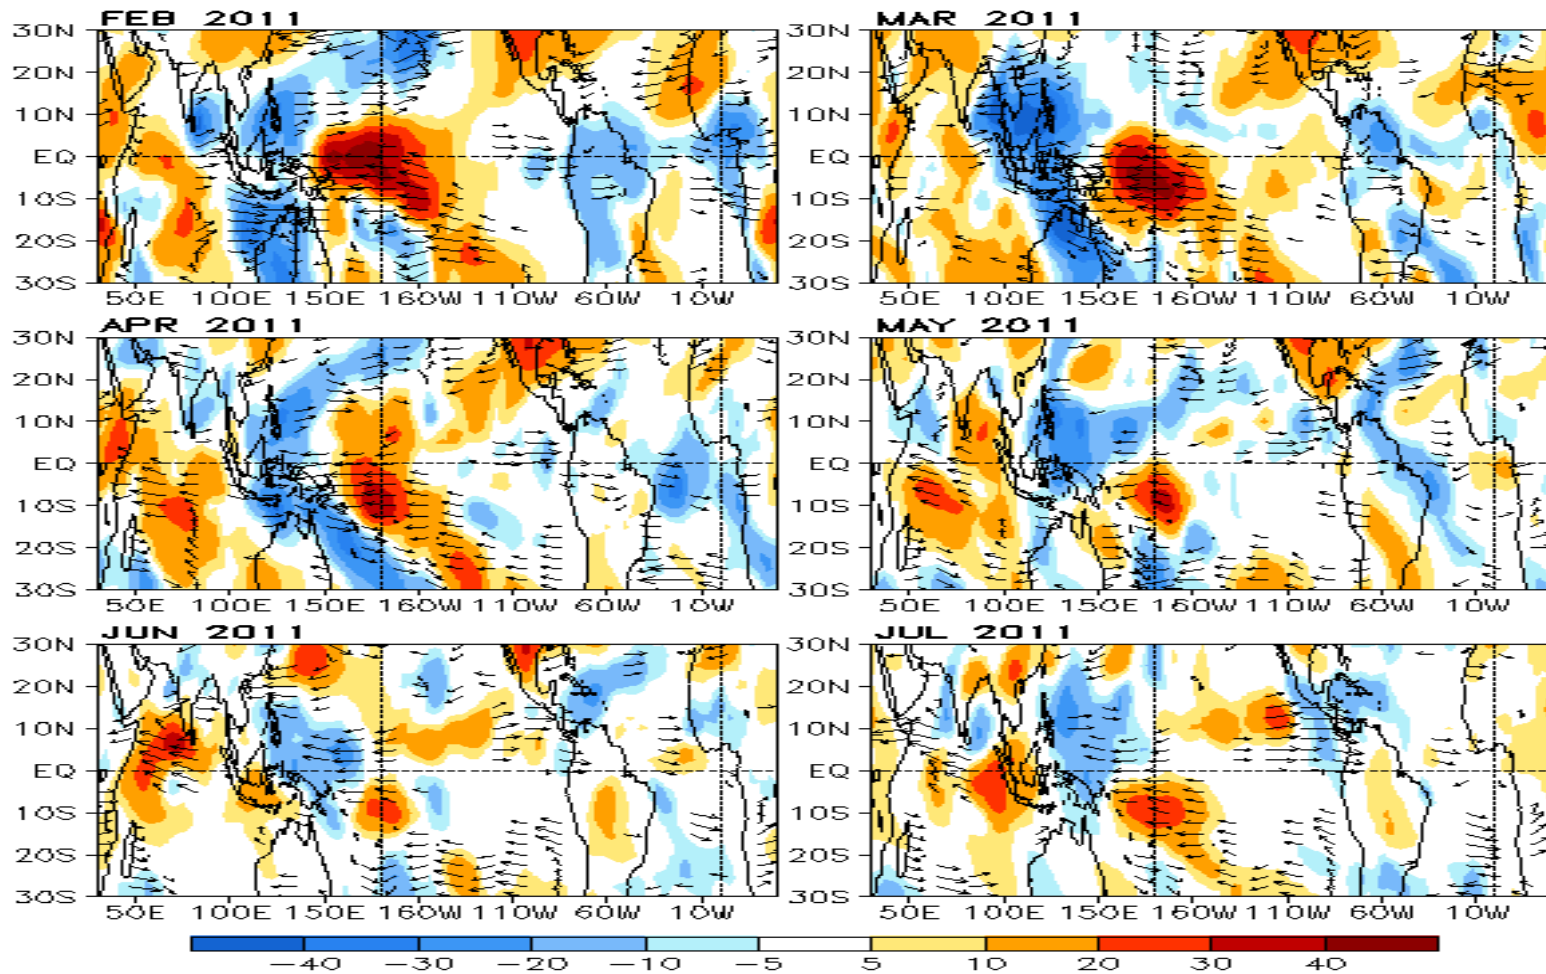 FEB 2011
MAR 2011
30N
20N
10N
EQ
10S
20S
30S
50E 100E 150E 160W 110W 60W 10W
30N
20N
10N
EQ
10S
20S
30S
50E 100E 150E 160W 110W 60W 10W
APR 2011
MAY 2011
30N
20N
10N
EQ
10S
20S
30S
50E 100E 150E 160W 110W 60W 10W
30N
20N
10N
EQ
10S
20S
30S
50E 100E 150E 160W 110W 60W 10W
JUN 2011
JUL 2011
30N
20N
10N
EQ
10S
20S
30S
50E 100E 150E 160W 110W 60W 10W
30N
20N
10N
EQ
10S
20S
30S
50E 100E 150E 160W 110W 60W 10W
-40 -30 -20 -10 -5 5 10 20 30 40